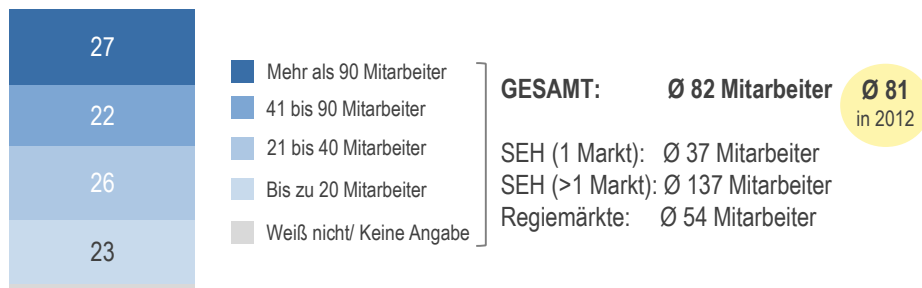 27
22
26
23
Mehr als 90 Mitarbeiter
41 bis 90 Mitarbeiter
21 bis 40 Mitarbeiter
Bis zu 20 Mitarbeiter
Weiß nicht/ Keine Angabe
GESAMT: Ø 82 Mitarbeiter
Ø 81
in 2012
SEH (1 Markt): Ø 37 Mitarbeiter
SEH (>1 Markt): Ø 137 Mitarbeiter
Regiemärkte: Ø 54 Mitarbeiter